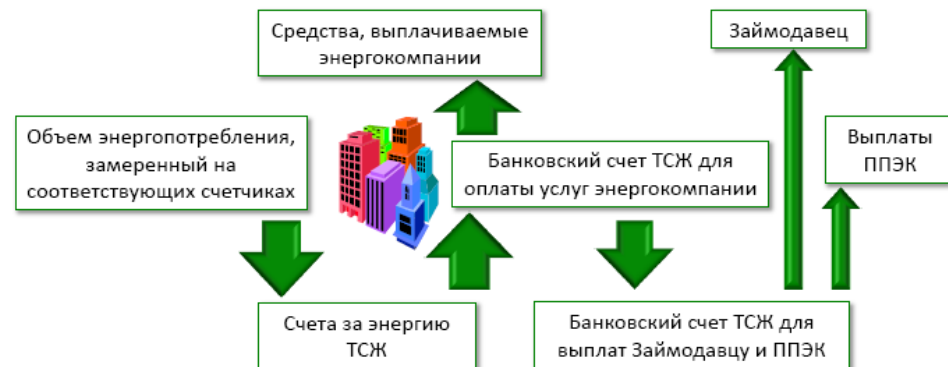 Средства, выплачиваемые
энергокомпании
Займодавец
Объем энергопотребления,
замеренный на
соответствующих счетчиках
Банковский счет ТСЖ для
оплаты услуг энергокомпании
Выплаты
ППЭК
Счета за энергию
ТСЖ
Банковский счет ТСЖ для
выплат Займодавцу и ППЭК